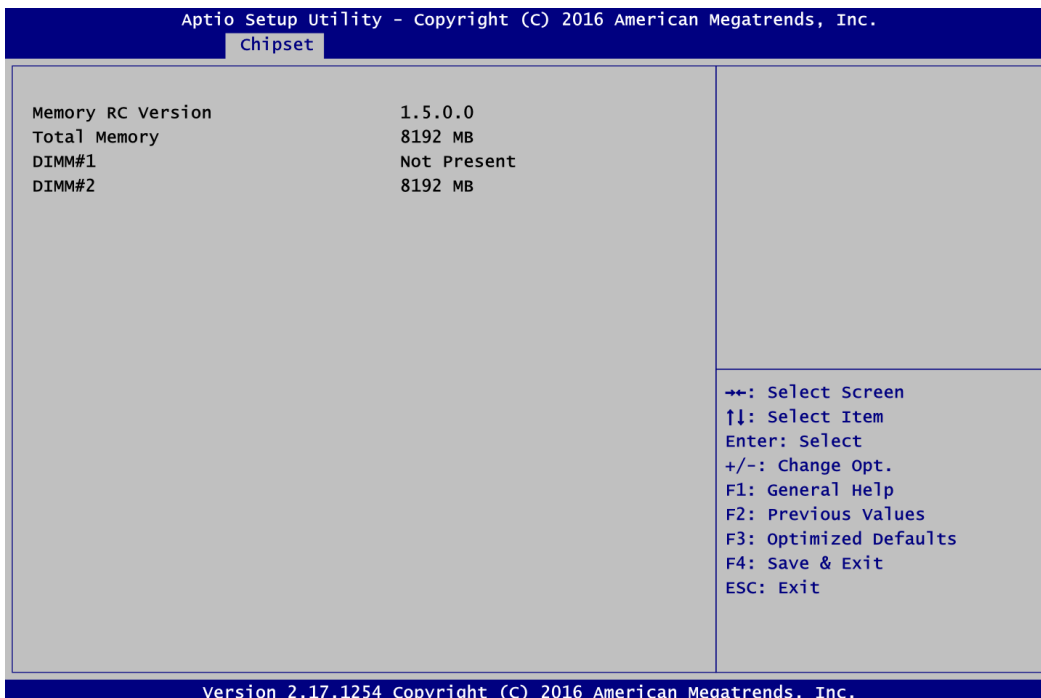 Aptio Setup Utility - Copyright (C) 2016 American Megatrends, Inc.
Chipset
Memory RC Version 1.5.0.0
Total Memory 8192 MB
DIMM#1 Not Present
DIMM#2 8192 MB
→←: Select Screen
↑↓: Select Item
Enter: Select
+/-: Change Opt.
F1: General Help
F2: Previous Values
F3: Optimized Defaults
F4: Save & Exit
ESC: Exit
Version 2.17.1254 Copyright (C) 2016 American Megatrends, Inc.